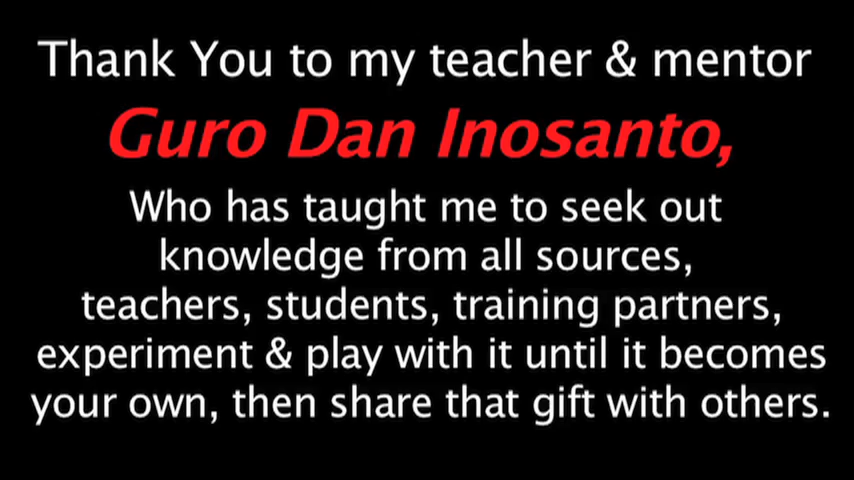 Thank You to my teacher & mentor
Guro Dan Inosanto,
Who has taught me to seek out
knowledge from all sources,
teachers, students, training partners,
experiment & play with it until it becomes
your own, then share that gift with others.